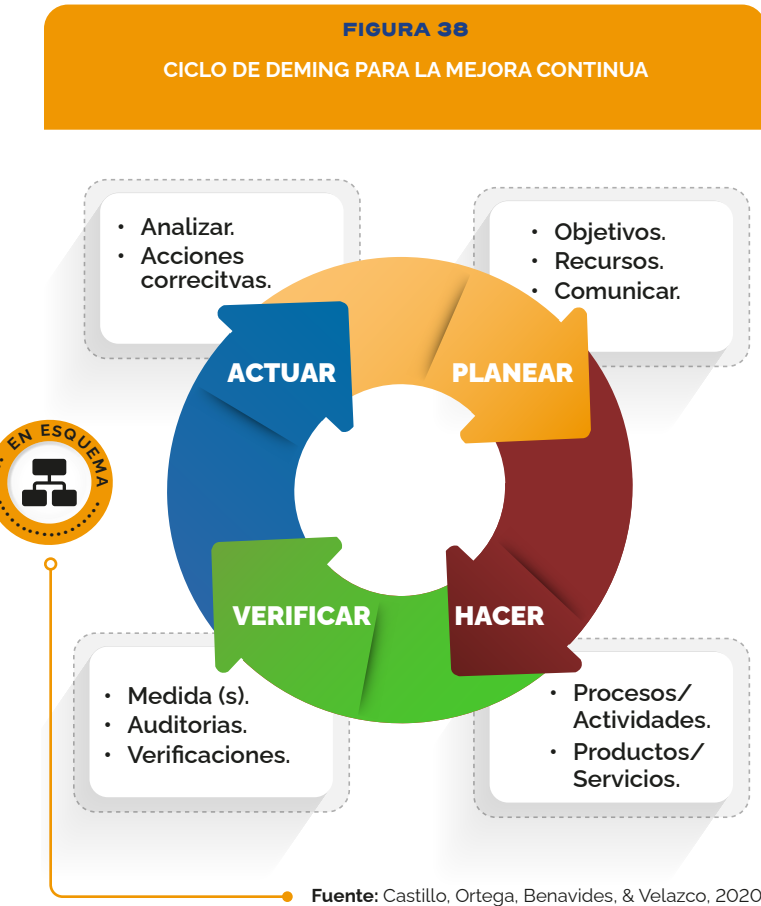 FIGURA 38
CICLO DE DEMING PARA LA MEJORA CONTINUA
• Analizar.
• Acciones
correcitvas.
• Objetivos.
• Recursos.
• Comunicar.
ACTUAR
PLANEAR
EN ESQUEMA
VERIFICAR
HACER
• Medida (s).
• Auditorias.
• Verificaciones.
• Procesos/
Actividades.
• Productos/
Servicios.
Fuente: Castillo, Ortega, Benavides, & Velazco, 2020